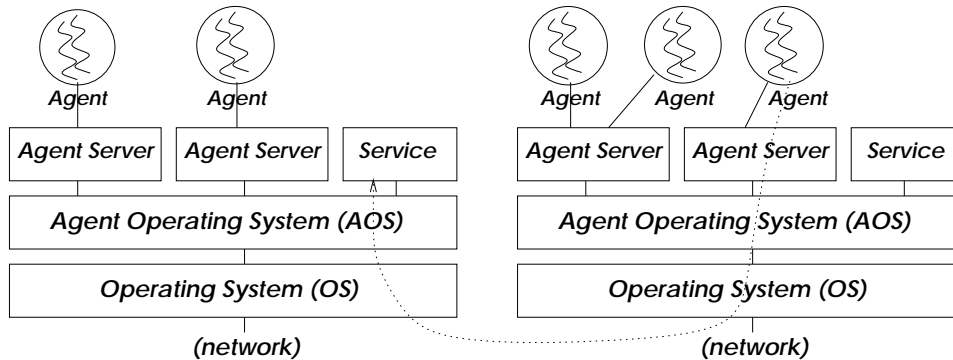 Agent
Agent
Agent Server
Agent Server
Service
Agent Operating System (AOS)
Operating System (OS)
(network)
Agent
Agent
Agent
Agent Server
Agent Server
Service
Agent Operating System (AOS)
Operating System (OS)
(network)